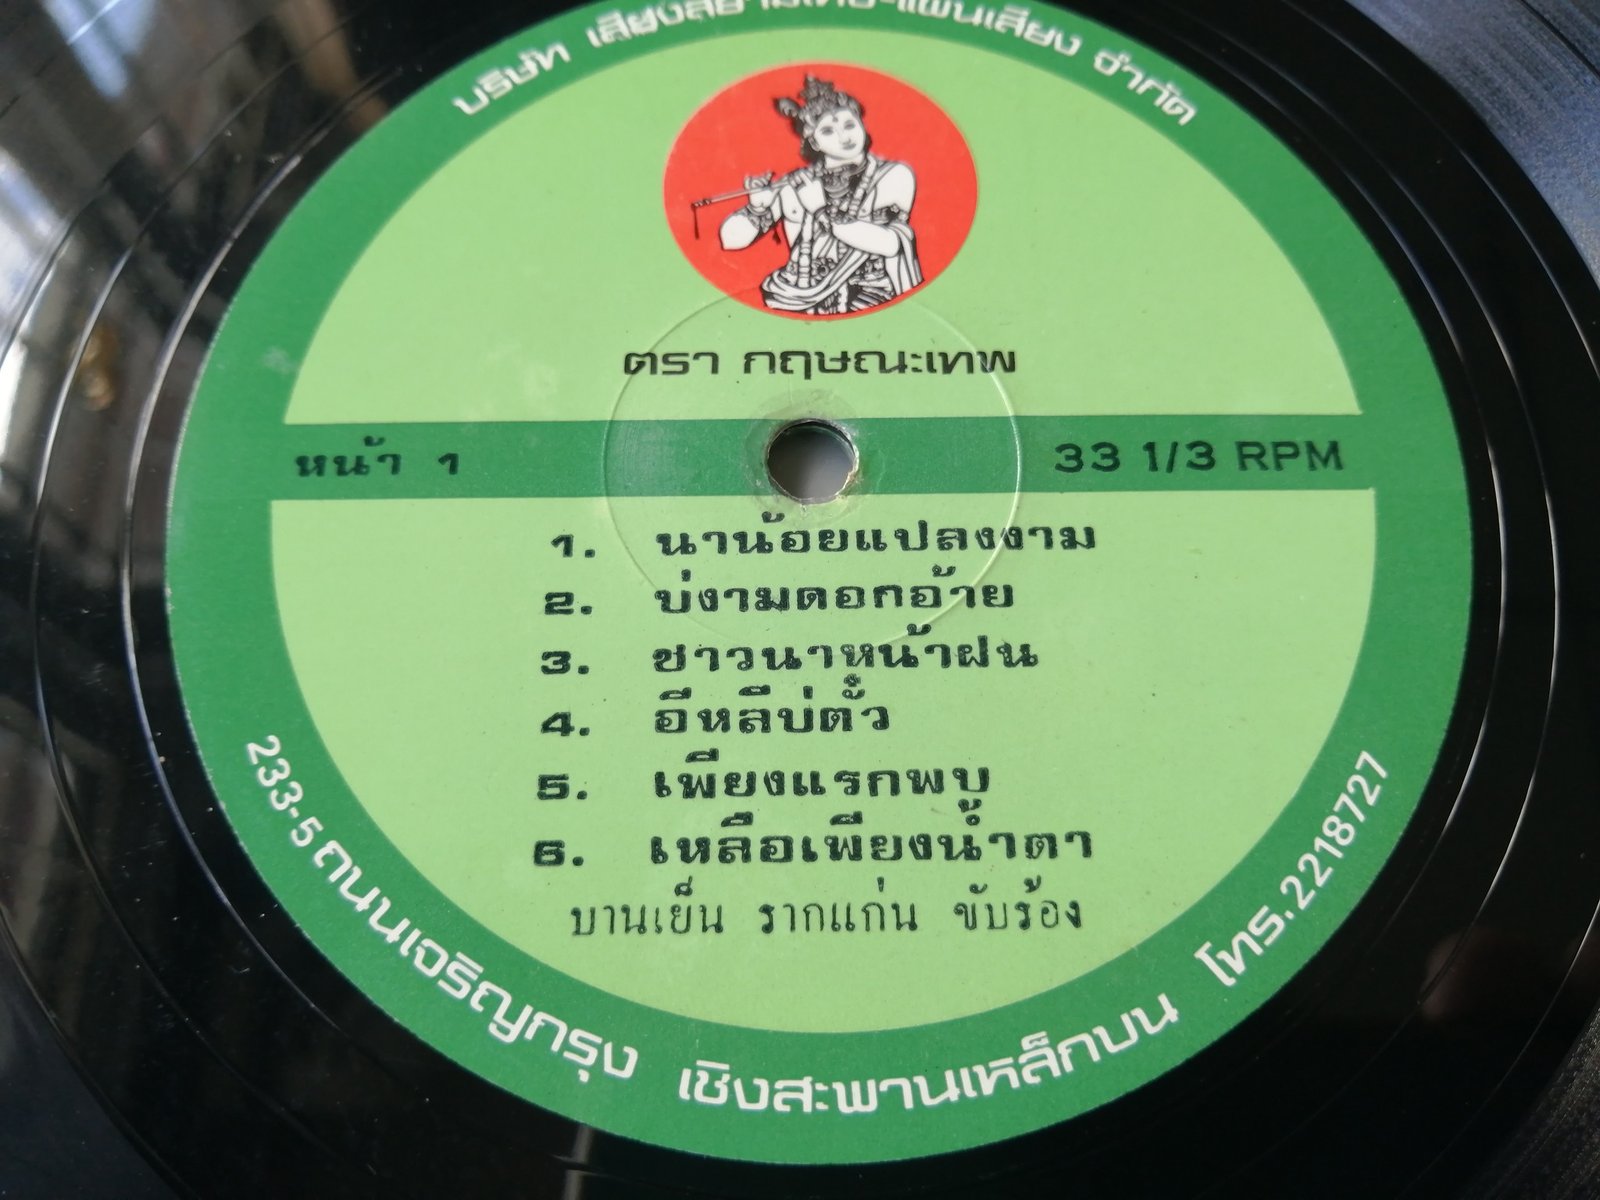 บริษัท เสียงสยามเทป-แผ่นเสียง จำกัด
ตรา กฤษณะเทพ
หน้า 1
33 1/3 RPM
1. นาน้อยแปลงงาม
2. บ่งามดอกอ้าย
3. ชาวนาหน้าฝน
4. อีหลีบ่ตั๋ว
5. เพียงแรกพบ
6. เหลือเพียงน้ำตา
บานเย็น รากแก่น ขับร้อง
233-5 ถนนเจริญกรุง เชิงสะพานเหล็กบน โทร.2218727